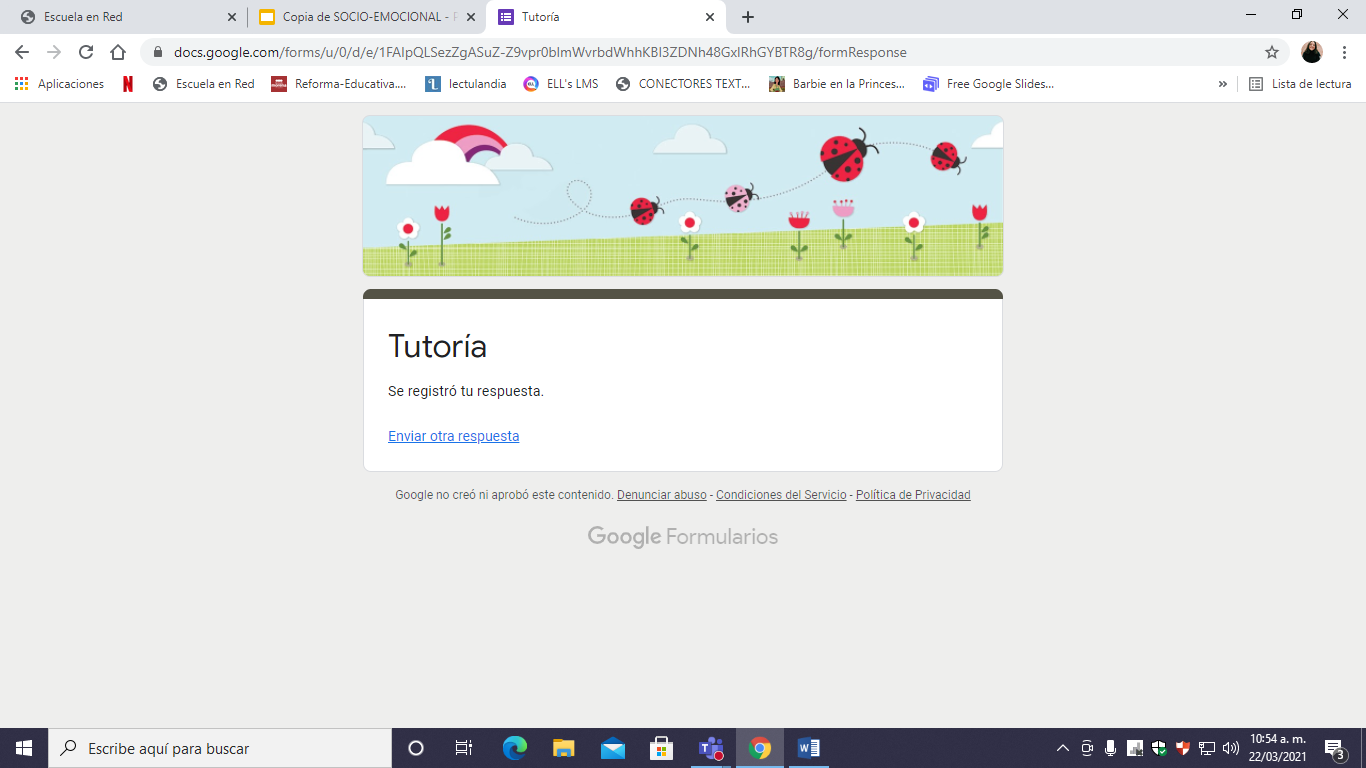 Escuela en Red
Copia de SOCIO-EMOCIONAL -
Tutoría
docs.google.com/forms/u/0/d/e/1FAIpQLSezZgASuZ-Z9vpr0blmWvrbdWhhKBI3ZDNh48GxIRhGYBTR8g/formResponse
Aplicaciones
Escuela en Red
Reforma-Educativa....
lectulandia
ELL's LMS
CONECTORES TEXT...
Barbie en la Princes...
Free Google Slides...
»
Lista de lectura
Tutoría
Se registró tu respuesta.
Enviar otra respuesta
Google no creó ni aprobó este contenido. Denunciar abuso - Condiciones del Servicio - Política de Privacidad
Google Formularios
Escribe aquí para buscar
10:54 a. m.
22/03/2021
3